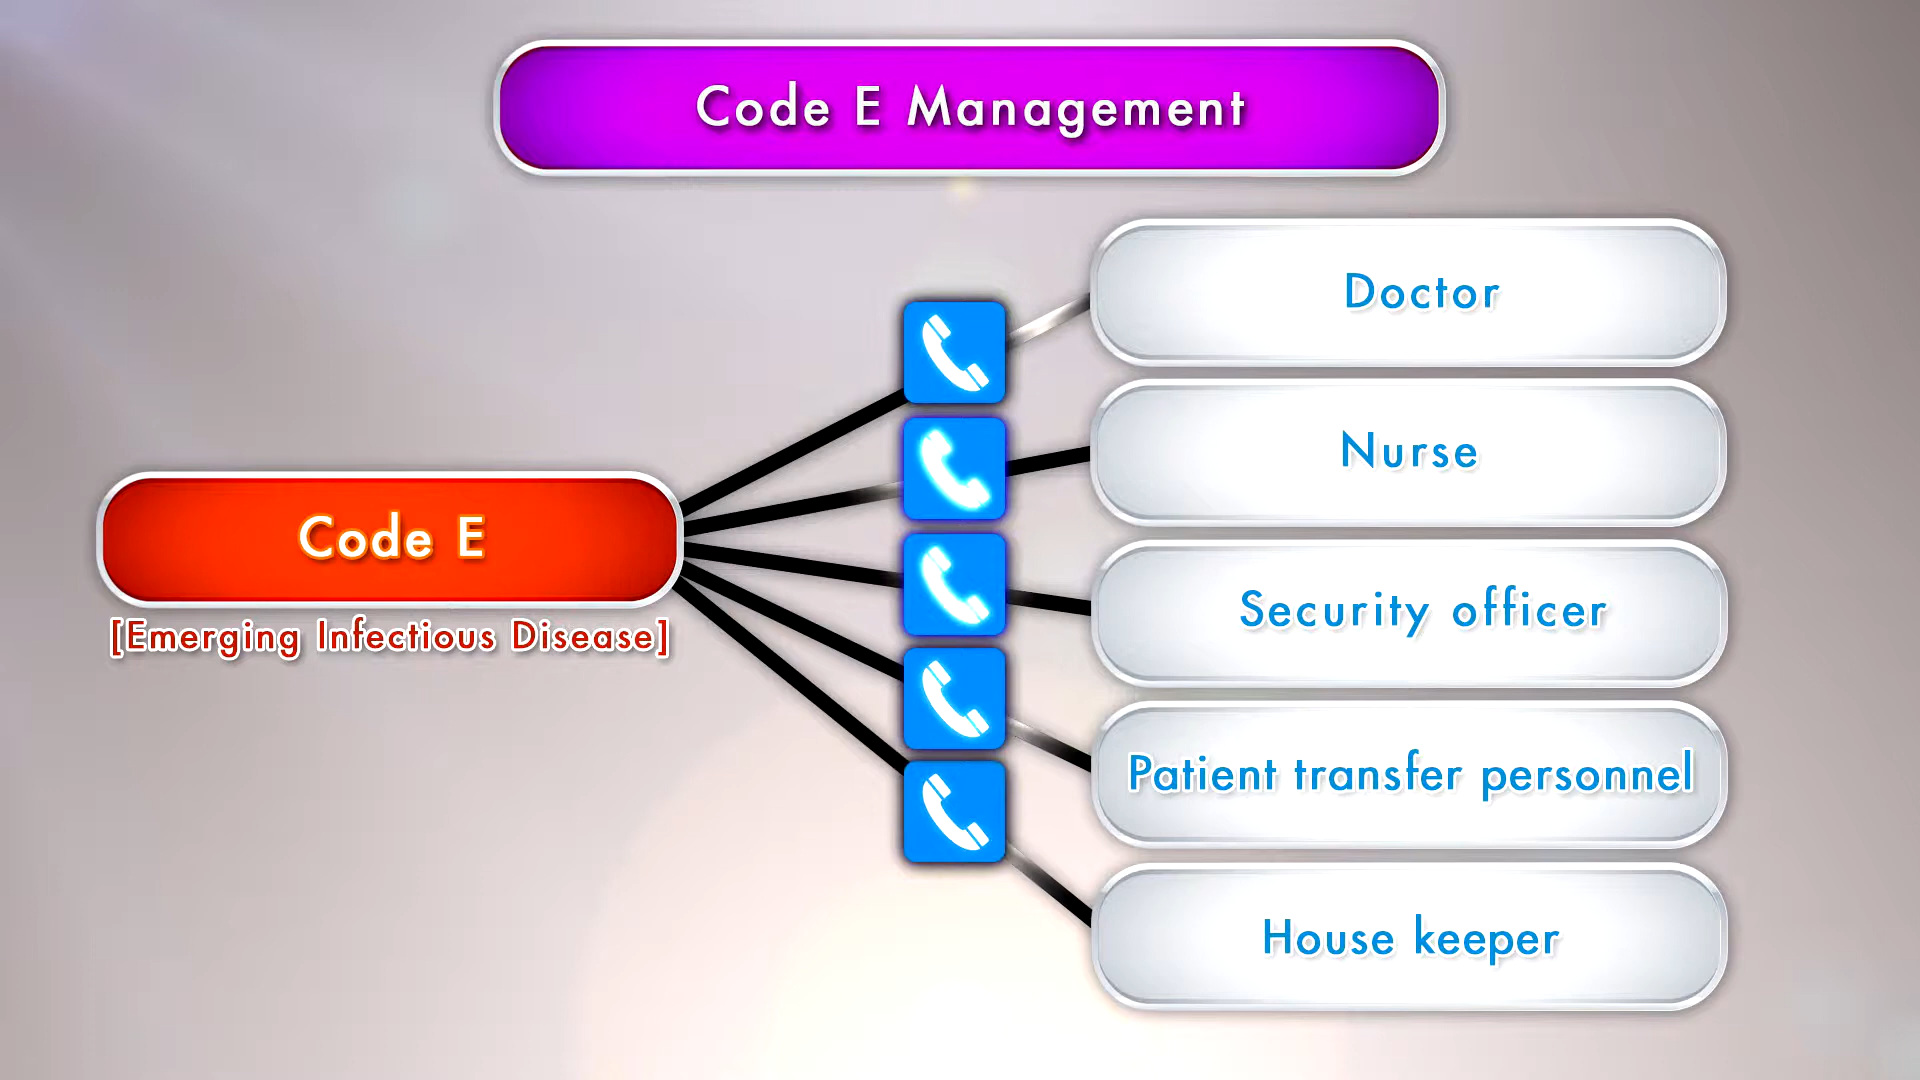 Code E Management
Doctor
Nurse
Code E
Security officer
[Emerging Infectious Disease]
Patient transfer personnel
House keeper